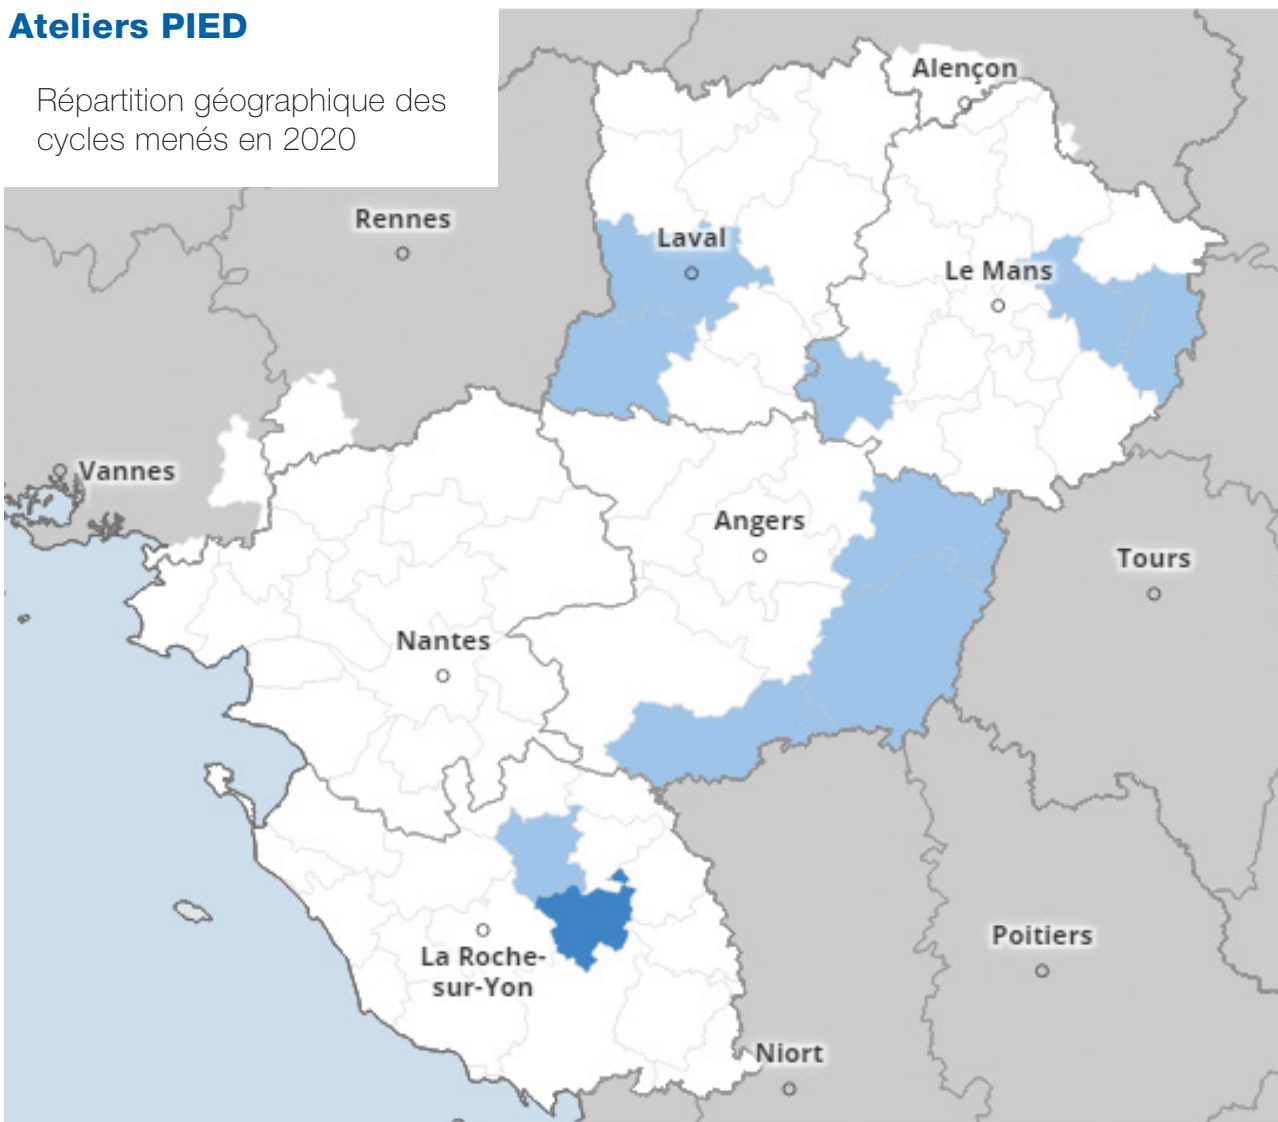 Ateliers PIED
Répartition géographique des
cycles menés en 2020
Alençon
Rennes
Laval
Le Mans
Vannes
Angers
Tours
Nantes
La Roche-
sur-Yon
Poitiers
Niort